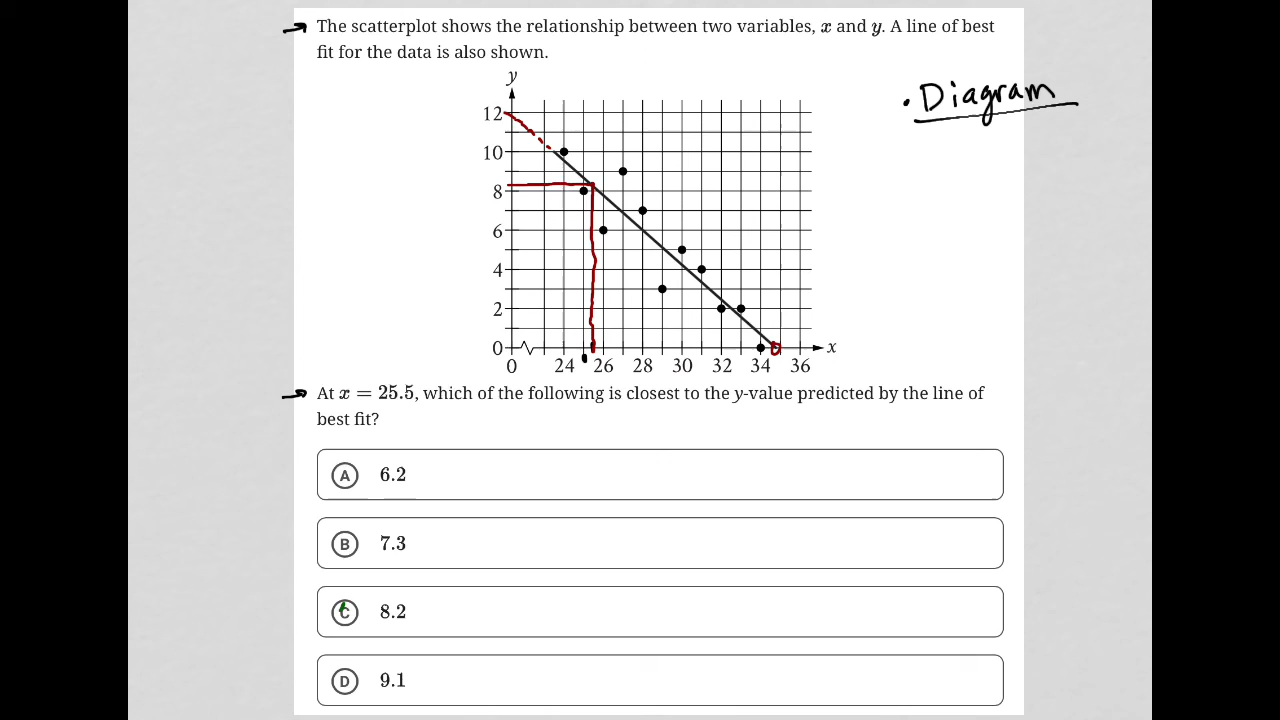 The scatterplot shows the relationship between two variables, x and y. A line of best
fit for the data is also shown.
Diagram
y
12
10
8
6
4
2
0
0 24 26 28 30 32 34 36 x
At x = 25.5, which of the following is closest to the y-value predicted by the line of
best fit?
A 6.2
B 7.3
C 8.2
D 9.1